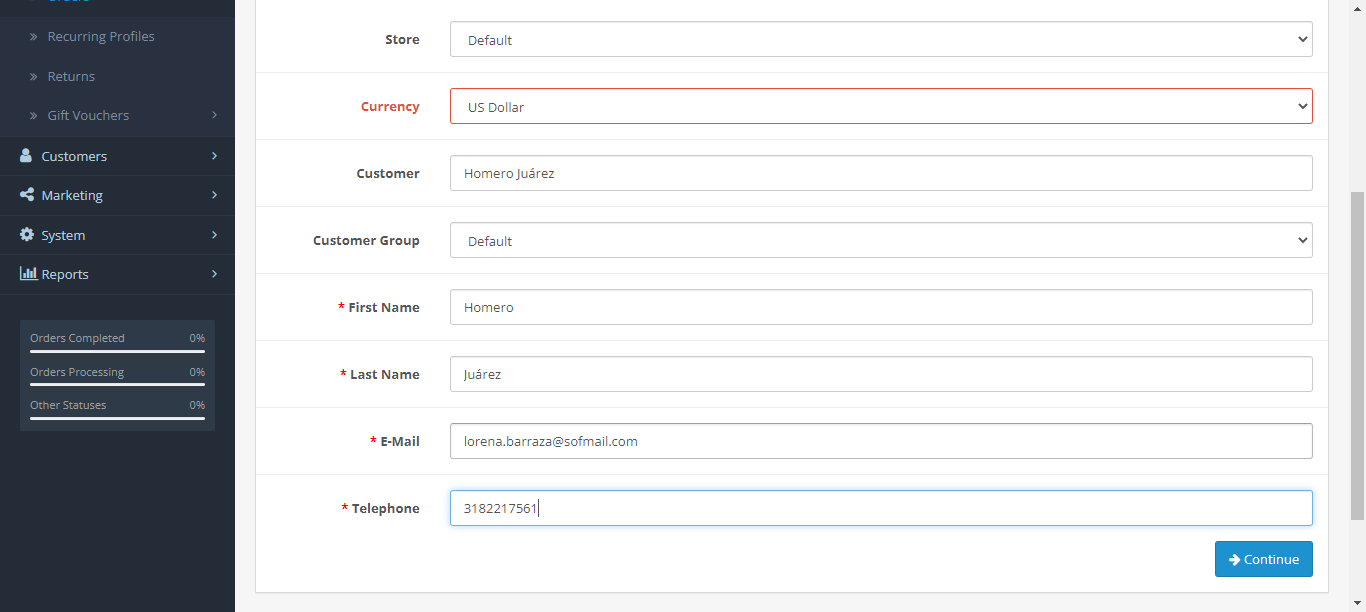 Recurring Profiles
Returns
Gift Vouchers
Customers
Marketing
System
Reports
Orders Completed 0%
Orders Processing 0%
Other Statuses 0%
Store Default
Currency US Dollar
Customer Homero Juárez
Customer Group Default
* First Name Homero
* Last Name Juárez
* E-Mail lorena.barraza@sofmail.com
* Telephone 3182217561
Continue